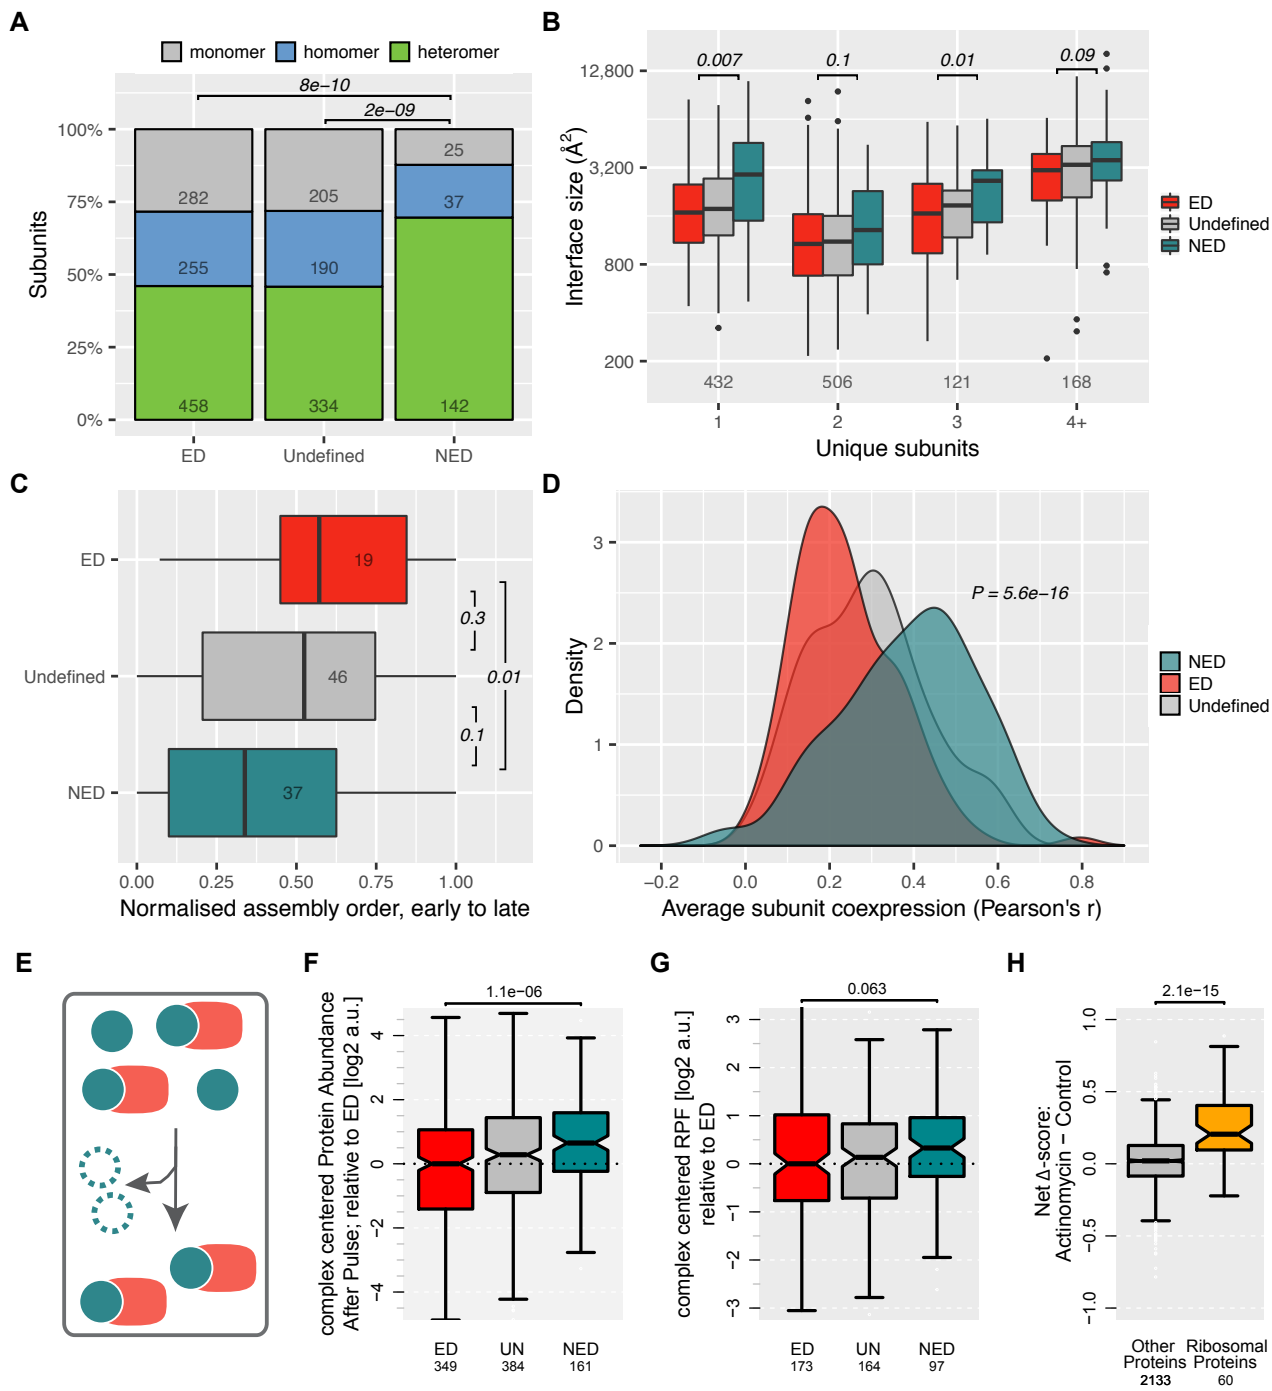 A
monomer homomer heteromer
8e−10
2e−09
100%
75%
50%
25%
0%
Subunits
282 205 25
255 190 37
458 334 142
ED Undefined NED
B
0.007 0.1 0.01 0.09
12,800
3,200
800
200
Interface size (Å²)
432 506 121 168
1 2 3 4+
Unique subunits
ED
Undefined
NED
C
ED
Undefined
NED
19
46
37
0.3
0.01
0.1
0.00 0.25 0.50 0.75 1.00
Normalised assembly order, early to late
D
3
2
1
0
Density
P = 5.6e−16
−0.2 0.0 0.2 0.4 0.6 0.8
Average subunit coexpression (Pearson's r)
NED
ED
Undefined
E
F
complex centered Protein Abundance
After Pulse; relative to ED [log2 a.u.]
1.1e−06
4
2
0
−2
−4
ED UN NED
349 384 161
G
complex centered RPF [log2 a.u.]
relative to ED
0.063
3
2
1
0
−1
−2
−3
ED UN NED
173 164 97
H
Net Δ-score:
Actinomycin − Control
2.1e−15
1.0
0.5
0.0
−0.5
−1.0
Other Ribosomal
Proteins Proteins
2133 60